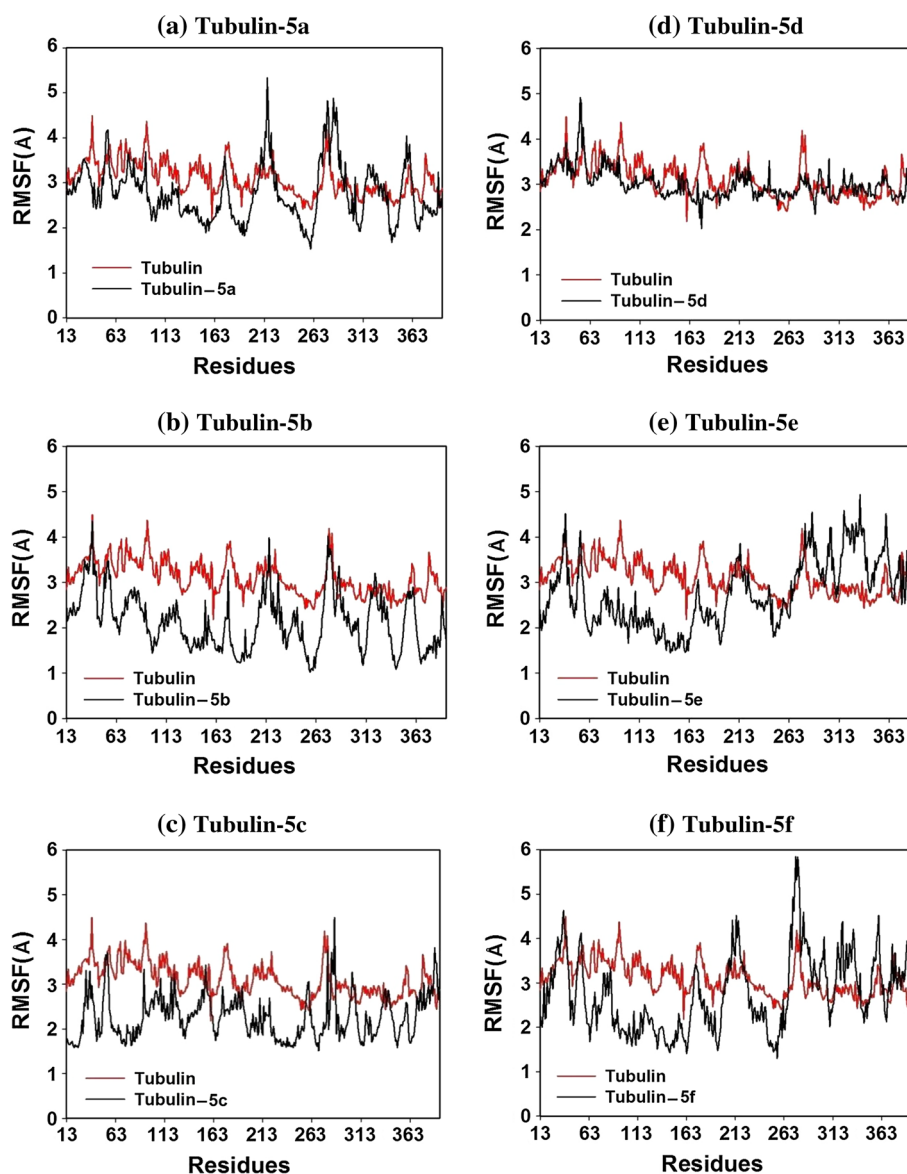 (a) Tubulin-5a
6
5
4
3
2
1
0
RMSF(A)
Tubulin
Tubulin–5a
13 63 113 163 213 263 313 363
Residues
(b) Tubulin-5b
6
5
4
3
2
1
0
RMSF(Å)
Tubulin
Tubulin–5b
13 63 113 163 213 263 313 363
Residues
(c) Tubulin-5c
6
5
4
3
2
1
0
RMSF(Å)
Tubulin
Tubulin–5c
13 63 113 163 213 263 313 363
Residues
(d) Tubulin-5d
6
5
4
3
2
1
0
RMSF(A)
Tubulin
Tubulin–5d
13 63 113 163 213 263 313 363
Residues
(e) Tubulin-5e
6
5
4
3
2
1
0
RMSF(Å)
Tubulin
Tubulin–5e
13 63 113 163 213 263 313 363
Residues
(f) Tubulin-5f
6
5
4
3
2
1
0
RMSF(Å)
Tubulin
Tubulin–5f
13 63 113 163 213 263 313 363
Residues